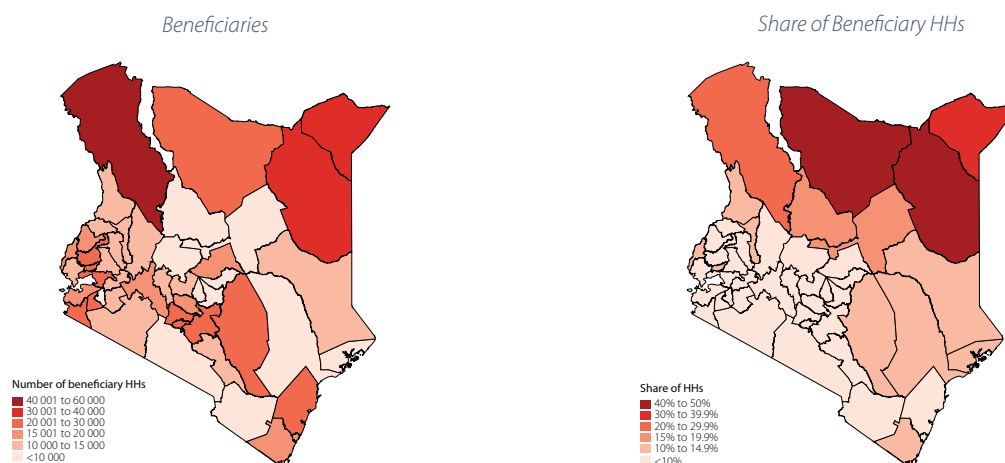 Beneficiaries
Share of Beneficiary HHs
Number of beneficiary HHs
40 001 to 60 000
30 001 to 40 000
20 001 to 30 000
15 001 to 20 000
10 000 to 15 000
<10 000
Share of HHs
40% to 50%
30% to 39.9%
20% to 29.9%
15% to 19.9%
10% to 14.9%
<10%